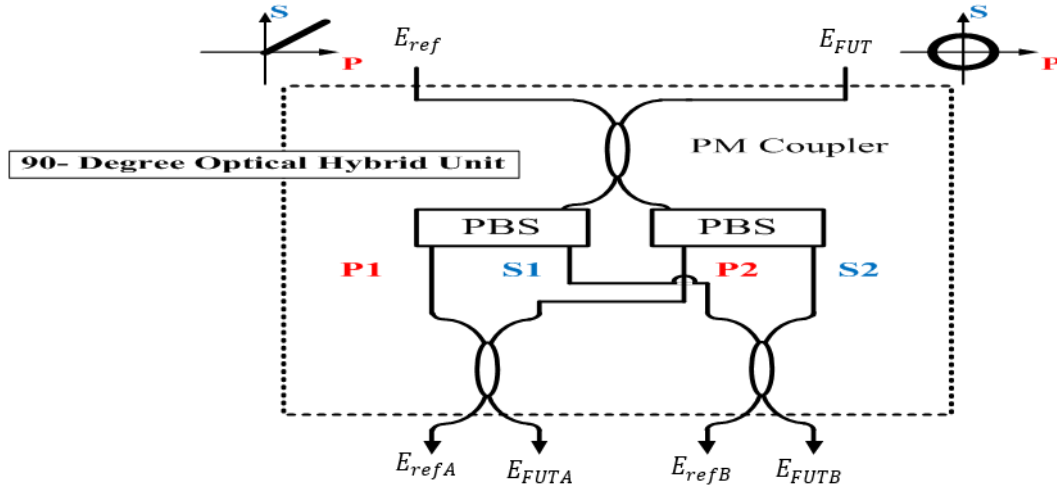 S
P
E_ref
E_FUT
S
P
90- Degree Optical Hybrid Unit
PM Coupler
PBS
PBS
P1
S1
P2
S2
E_refA
E_FUTA
E_refB
E_FUTB